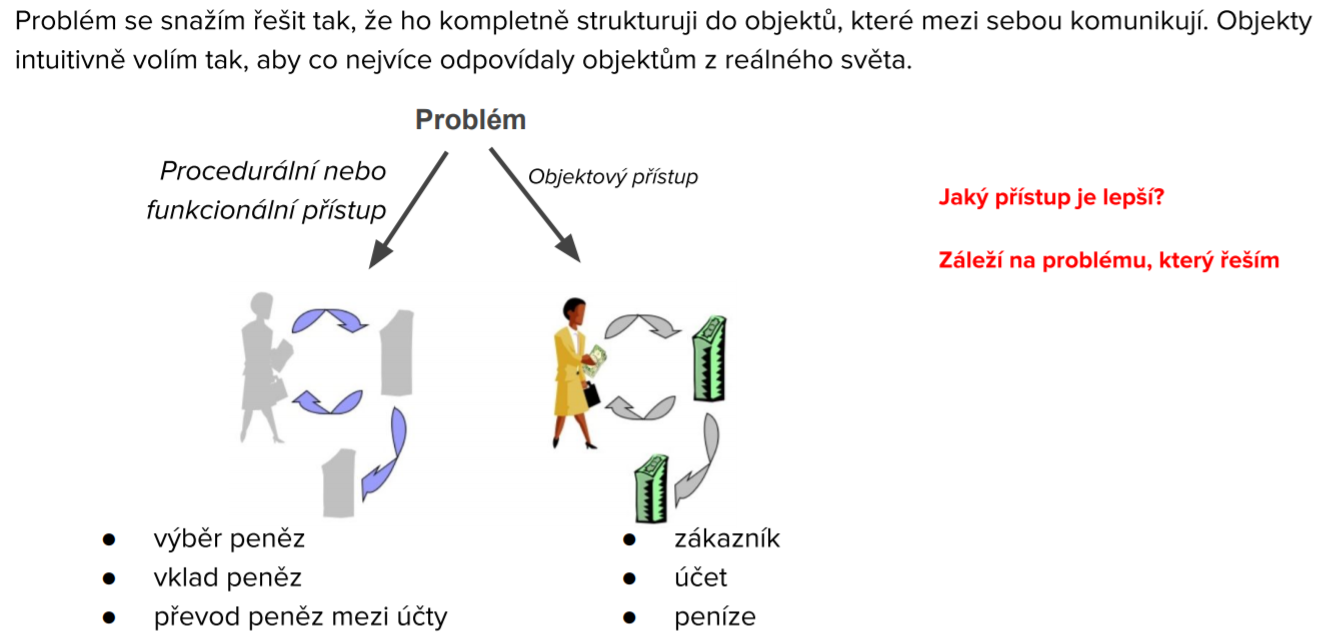 Problém se snažím řešit tak, že ho kompletně strukturuji do objektů, které mezi sebou komunikují. Objekty
intuitivně volím tak, aby co nejvíce odpovídaly objektům z reálného světa.
Problém
Procedurální nebo
funkcionální přístup
Objektový přístup
Jaký přístup je lepší?
Záleží na problému, který řeším
● výběr peněz
● vklad peněz
● převod peněz mezi účty
● zákazník
● účet
● peníze